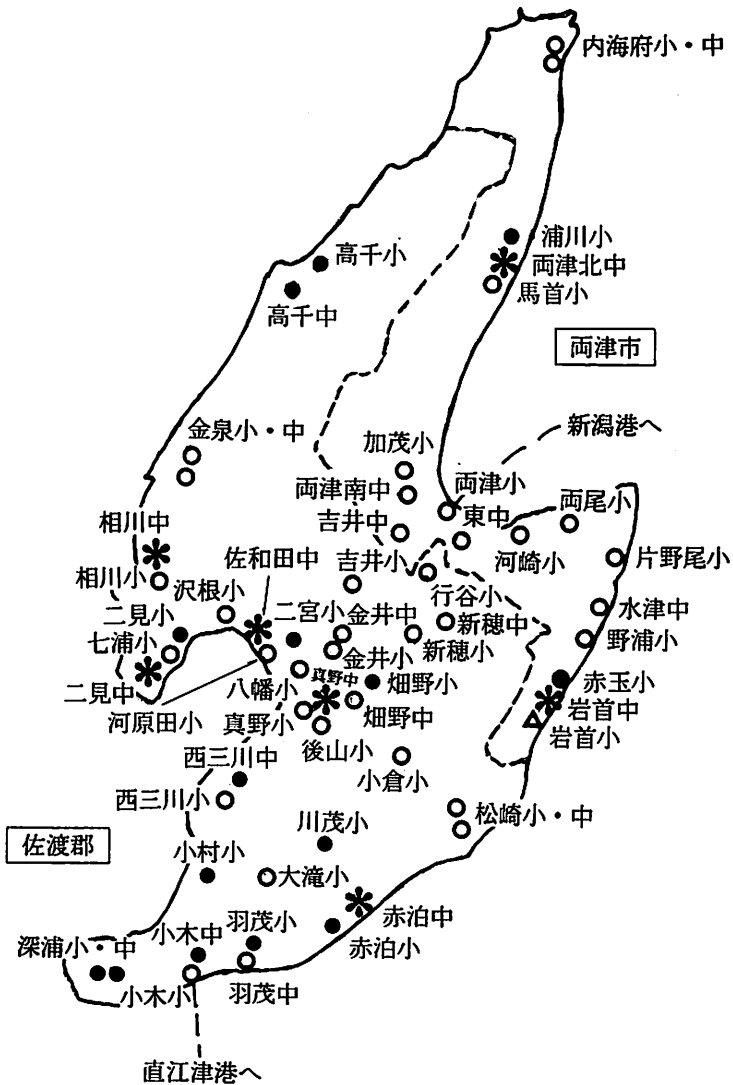 内海府小・中
浦川小
両津北中
馬首小
高千小
高千中
両津市
金泉小・中
加茂小
新潟港へ
両津南中
両津小
両尾小
吉井中
東中
相川中
佐和田中
吉井小
河崎小
片野尾小
相川小
沢根小
行谷小
二見小
二宮小
金井中
新穂中
水津中
七浦小
金井小
新穂小
野浦小
二見中
八幡小
真野中
畑野小
赤玉小
河原田小
真野小
畑野中
岩首中
後山小
岩首小
西三川中
小倉小
西三川小
松崎小・中
川茂小
佐渡郡
小村小
大滝小
赤泊中
深浦小・中
小木中
羽茂小
赤泊小
小木小
羽茂中
直江津港へ